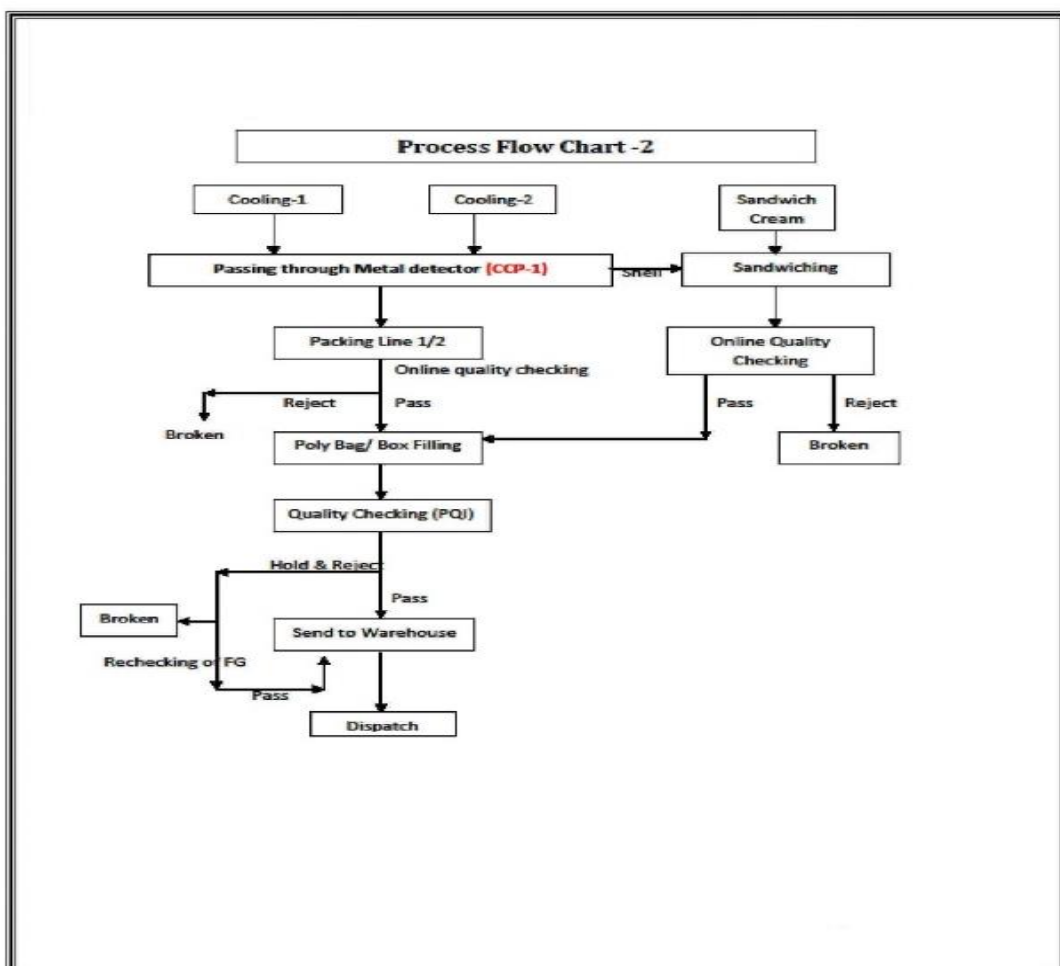 Process Flow Chart -2
Cooling-1
Cooling-2
Sandwich
Cream
Passing through Metal detector (CCP-1)
Shell
Sandwiching
Packing Line 1/2
Online Quality
Checking
Online quality checking
Reject
Pass
Pass
Reject
Broken
Poly Bag/ Box Filling
Broken
Quality Checking (PQI)
Hold & Reject
Pass
Broken
Send to Warehouse
Rechecking of FG
Pass
Dispatch